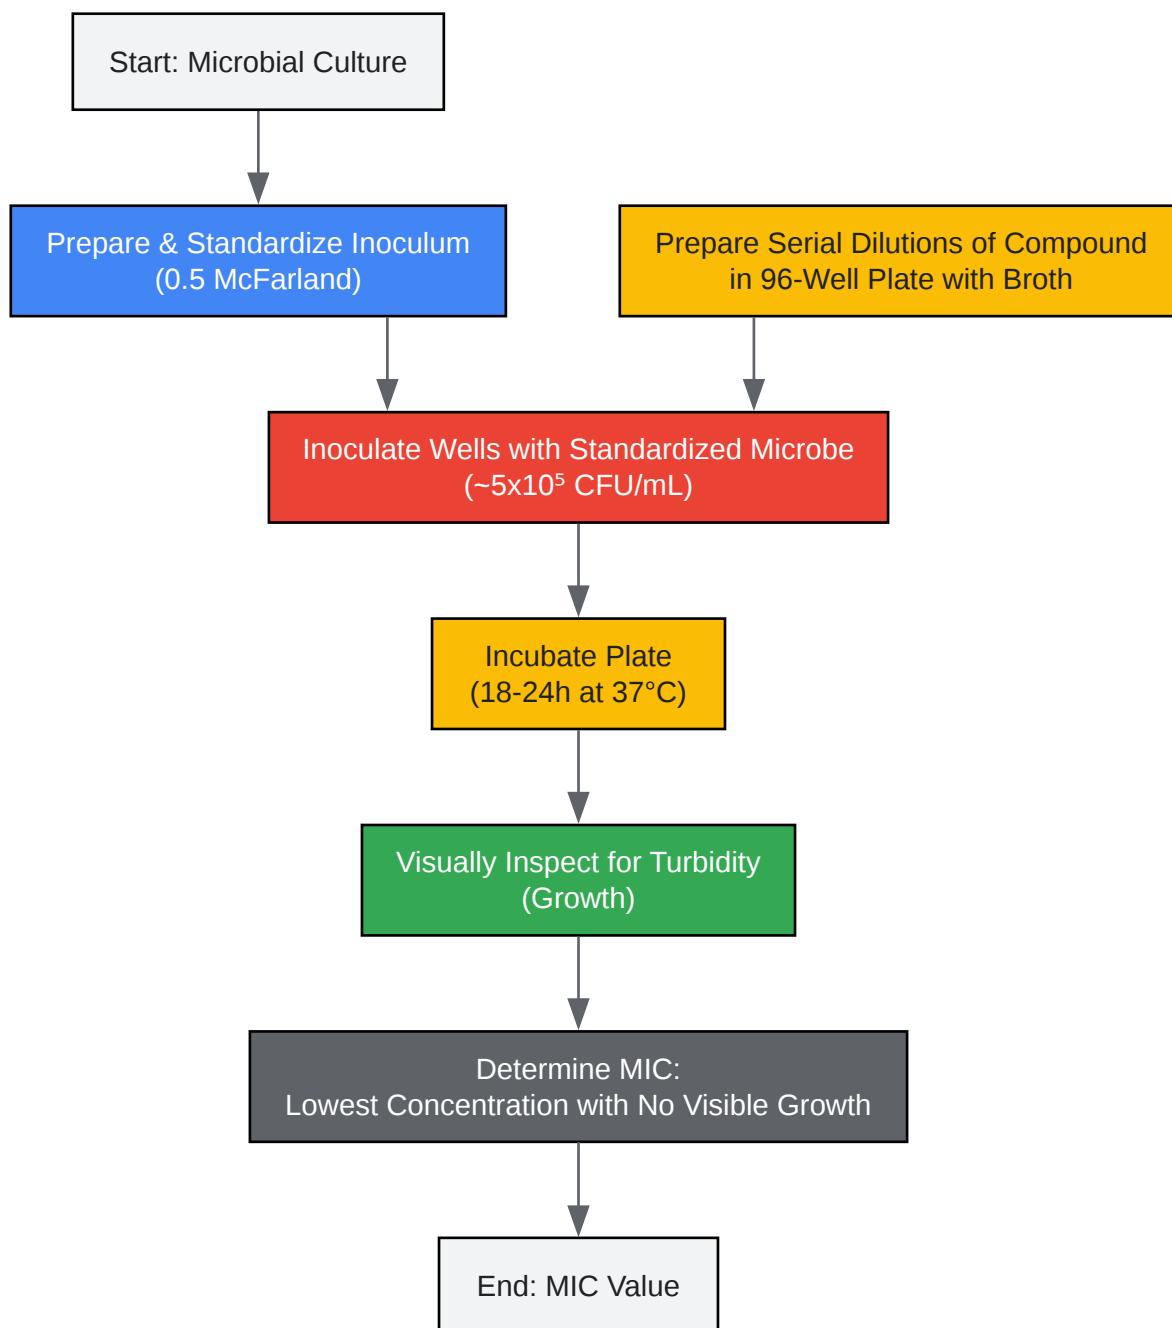 Start: Microbial Culture
Prepare & Standardize Inoculum
(0.5 McFarland)
Prepare Serial Dilutions of Compound
in 96-Well Plate with Broth
Inoculate Wells with Standardized Microbe
(~5x10⁵ CFU/mL)
Incubate Plate
(18-24h at 37°C)
Visually Inspect for Turbidity
(Growth)
Determine MIC:
Lowest Concentration with No Visible Growth
End: MIC Value